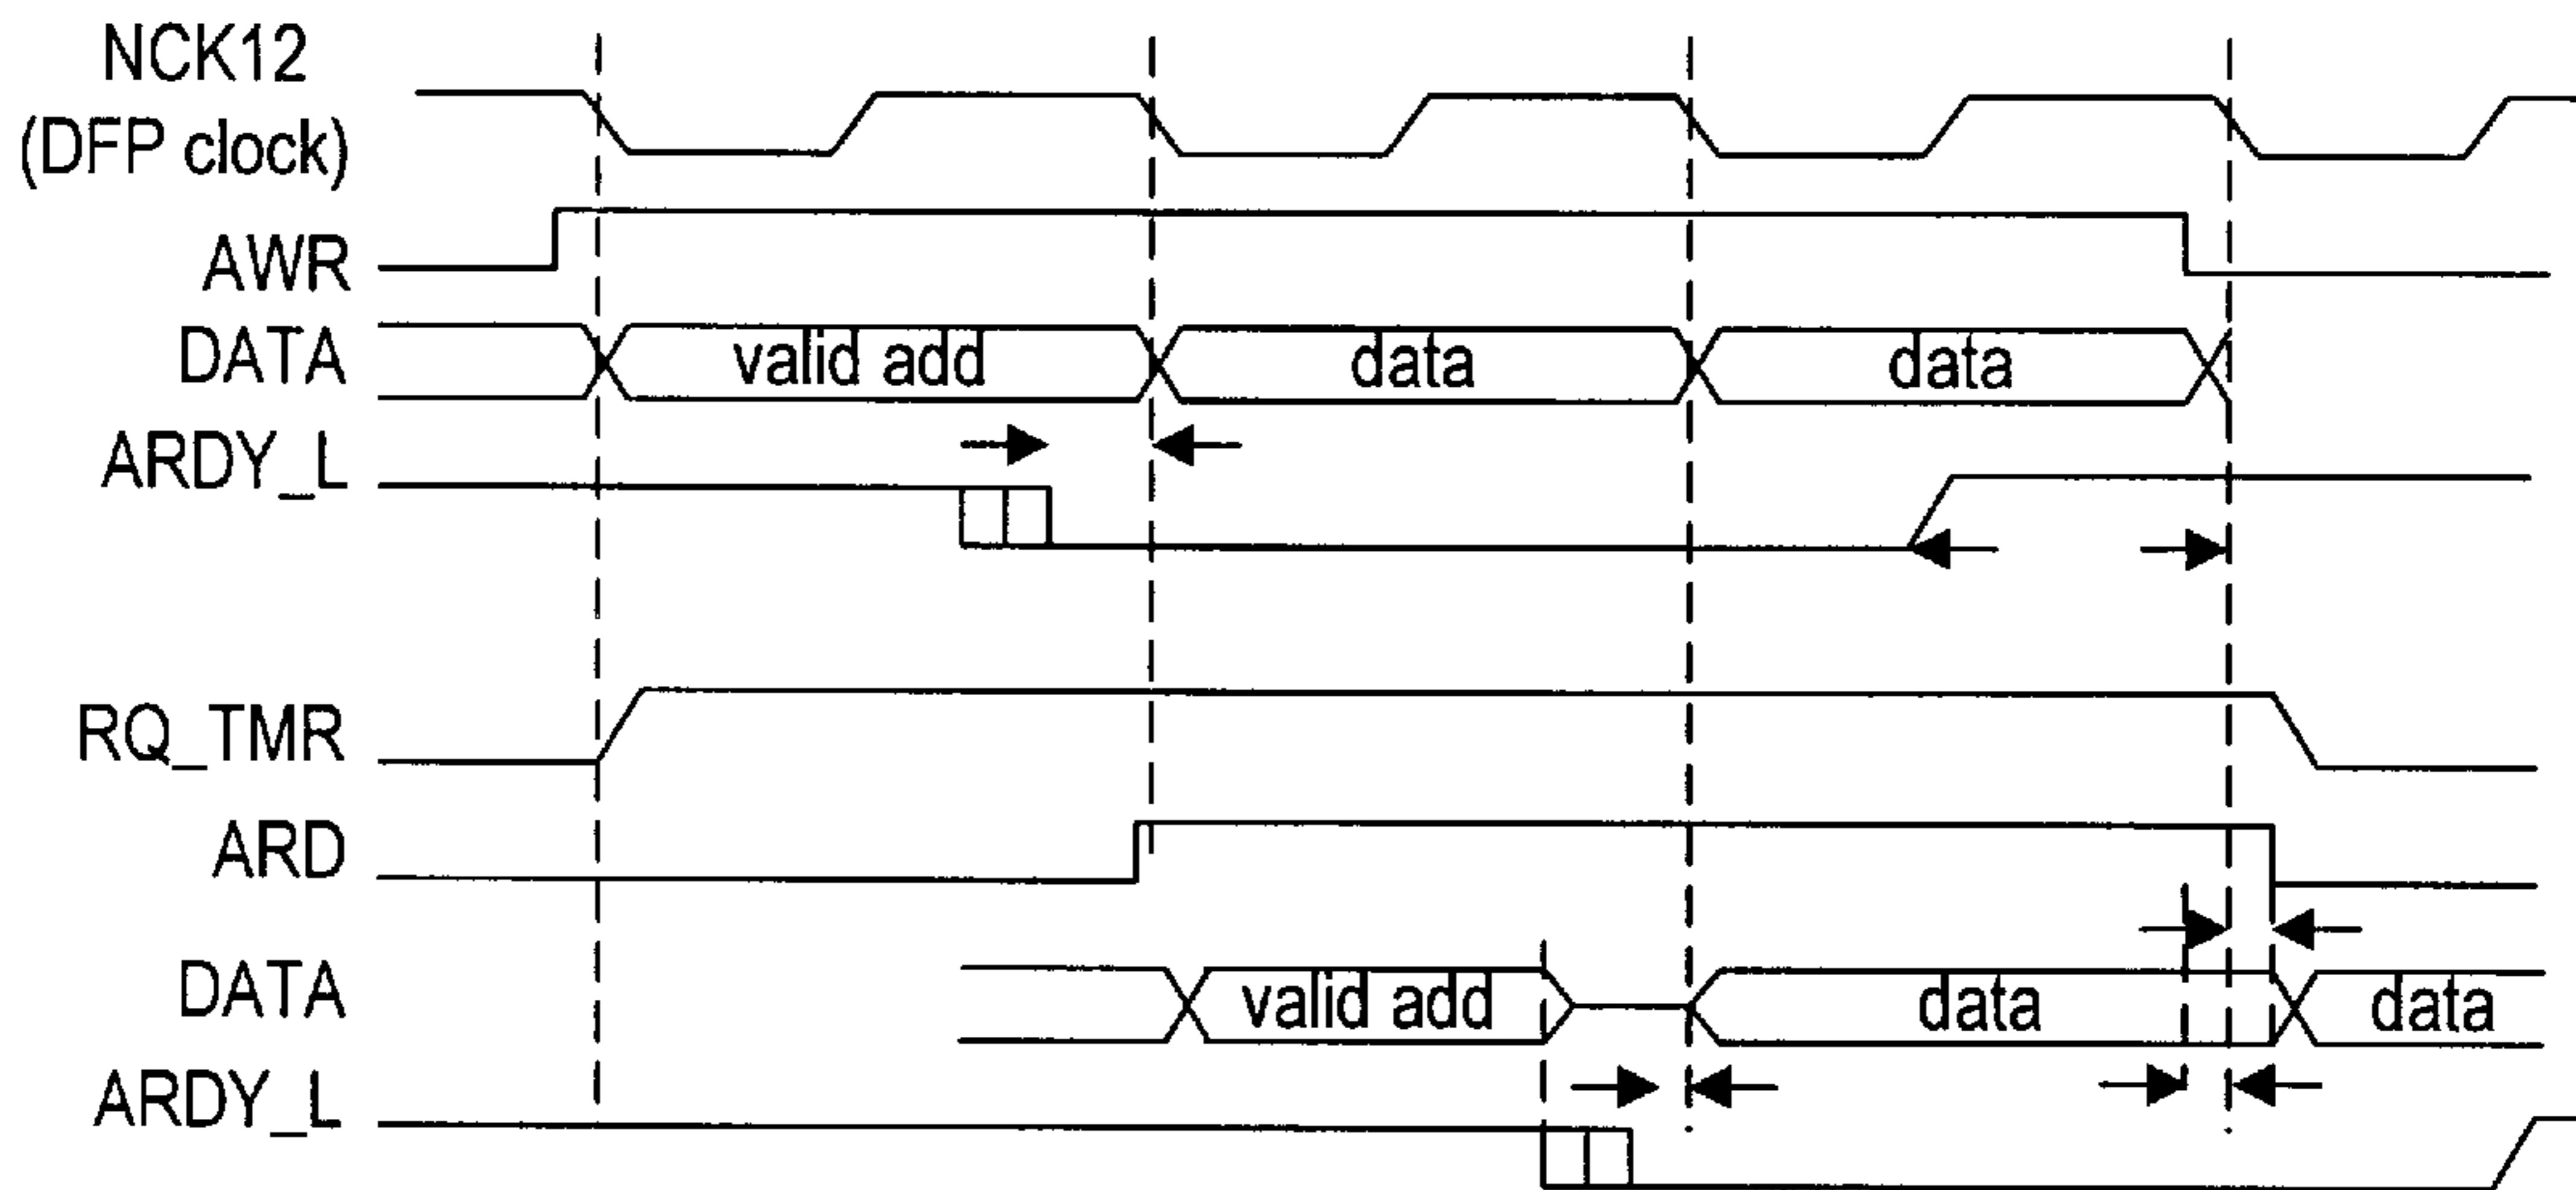 NCK12
(DFP clock)
AWR
DATA valid add data data
ARDY_L
RQ_TMR
ARD
DATA valid add data data
ARDY_L